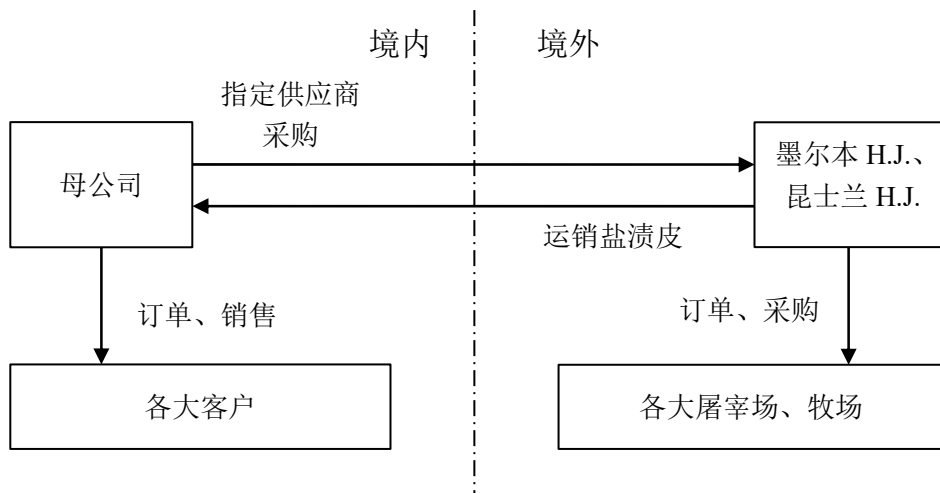 境内
境外
指定供应商
采购
母公司
墨尔本 H.J.、
昆士兰 H.J.
运销盐渍皮
订单、销售
订单、采购
各大客户
各大屠宰场、牧场